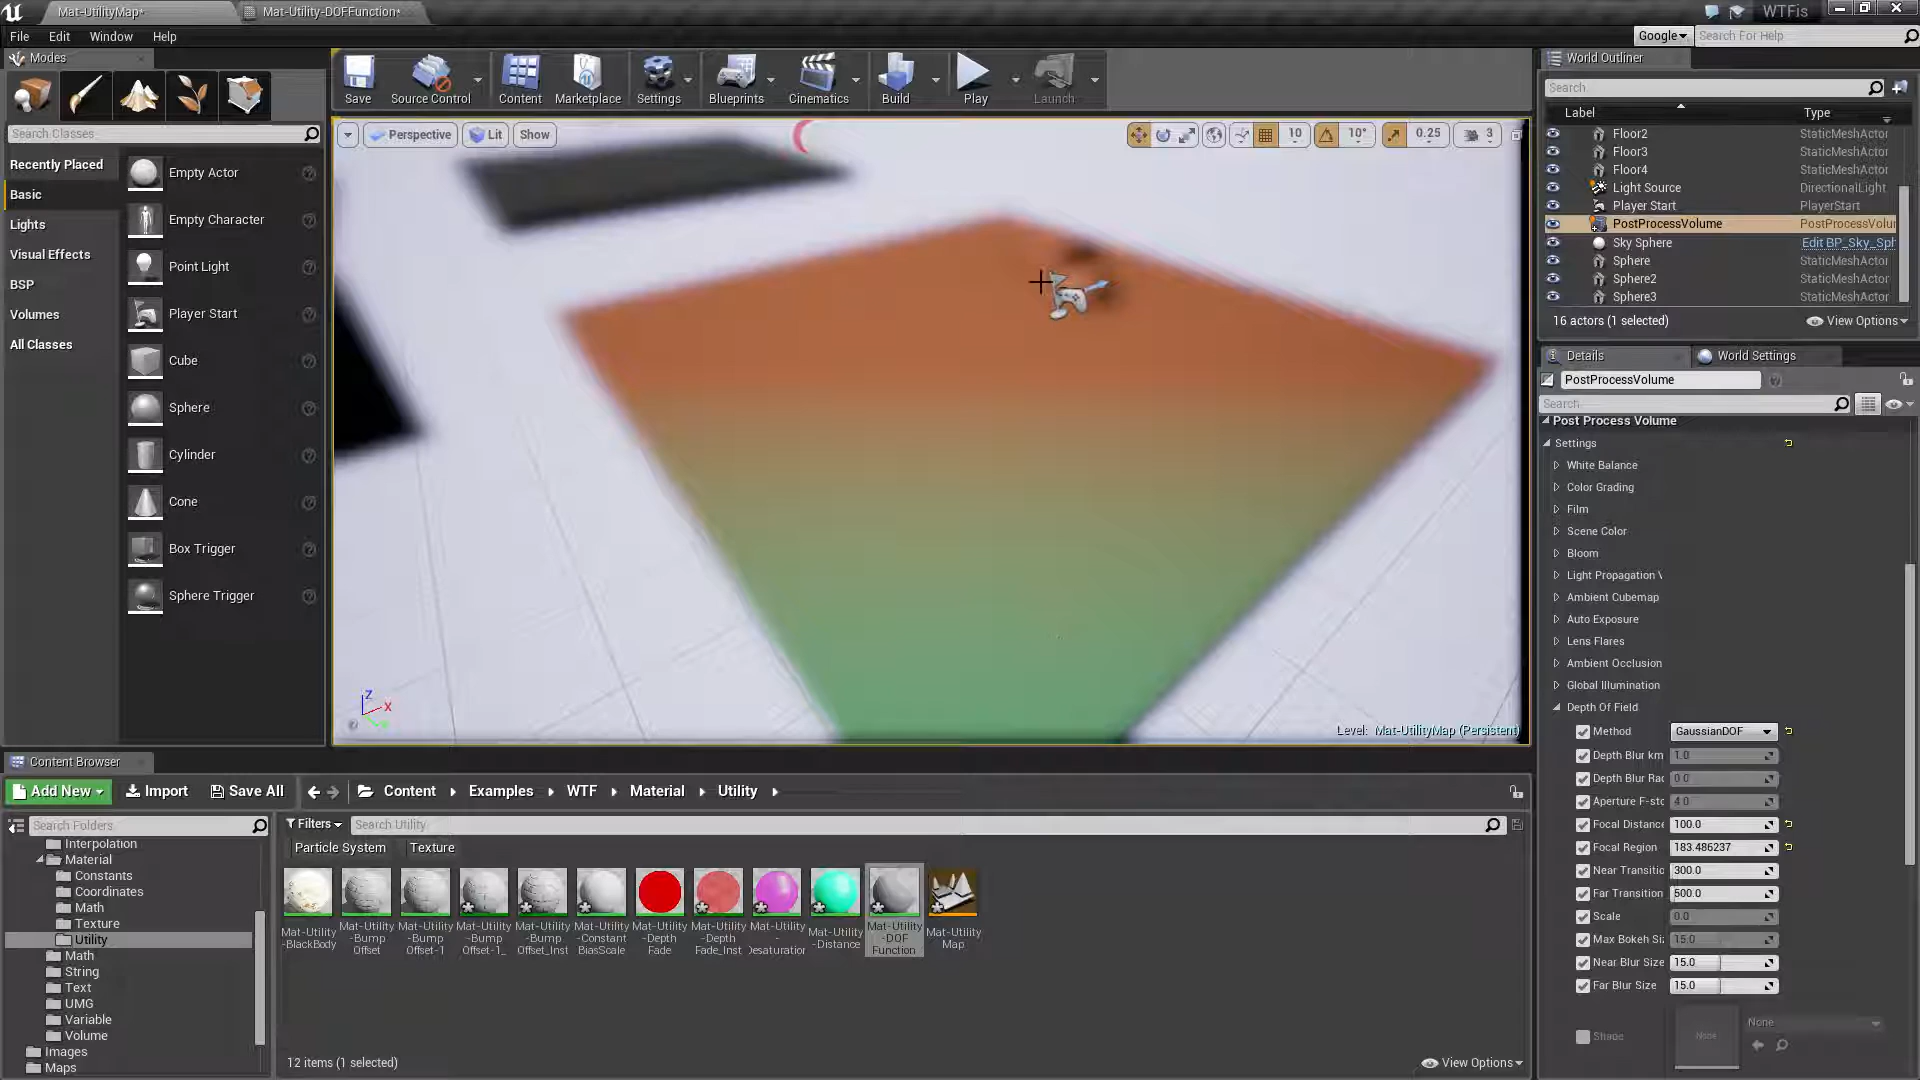 Mat-UtilityMap*
Mat-Utility-DOFFunction*
WTFis
File
Edit
Window
Help
Google
Search For Help
Modes
Save
Source Control
Content
Marketplace
Settings
Blueprints
Cinematics
Build
Play
Launch
Search Classes
Recently Placed
Basic
Lights
Visual Effects
BSP
Volumes
All Classes
Empty Actor
Empty Character
Point Light
Player Start
Cube
Sphere
Cylinder
Cone
Box Trigger
Sphere Trigger
Perspective
Lit
Show
10
10°
0.25
3
Z
X
Level: Mat-UtilityMap (Persistent)
World Outliner
Search
Label
Type
Floor2 StaticMeshActor
Floor3 StaticMeshActor
Floor4 StaticMeshActor
Light Source DirectionalLight
Player Start PlayerStart
PostProcessVolume PostProcessVolur
Sky Sphere Edit BP_Sky_Sph
Sphere StaticMeshActor
Sphere2 StaticMeshActor
Sphere3 StaticMeshActor
16 actors (1 selected)
View Options
Details
World Settings
PostProcessVolume
Search
Post Process Volume
Settings
White Balance
Color Grading
Film
Scene Color
Bloom
Light Propagation V
Ambient Cubemap
Auto Exposure
Lens Flares
Ambient Occlusion
Global Illumination
Depth Of Field
Method GaussianDOF
Depth Blur km 1.0
Depth Blur Rad 0.0
Aperture F-sto 4.0
Focal Distance 100.0
Focal Region 183.486237
Near Transitio 300.0
Far Transition 500.0
Scale 0.0
Max Bokeh Siz 15.0
Near Blur Size 15.0
Far Blur Size 15.0
Shape
None
None
Content Browser
Add New
Import
Save All
Content
Examples
WTF
Material
Utility
Search Folders
Filters
Search Utility
Particle System
Texture
Interpolation
Material
Constants
Coordinates
Math
Texture
Utility
Math
String
Text
UMG
Variable
Volume
Images
Maps
Mat-Utility -BlackBody
Mat-Utility -Bump Offset
Mat-Utility -Bump Offset-1
Mat-Utility -Bump Offset-1_
Mat-Utility -Bump Offset_Inst
Mat-Utility -Constant BiasScale
Mat-Utility -Depth Fade
Mat-Utility -Depth Fade_Inst
Mat-Utility - Desaturation
Mat-Utility -Distance
Mat-Utility -DOF Function
Mat-Utility Map
12 items (1 selected)
View Options